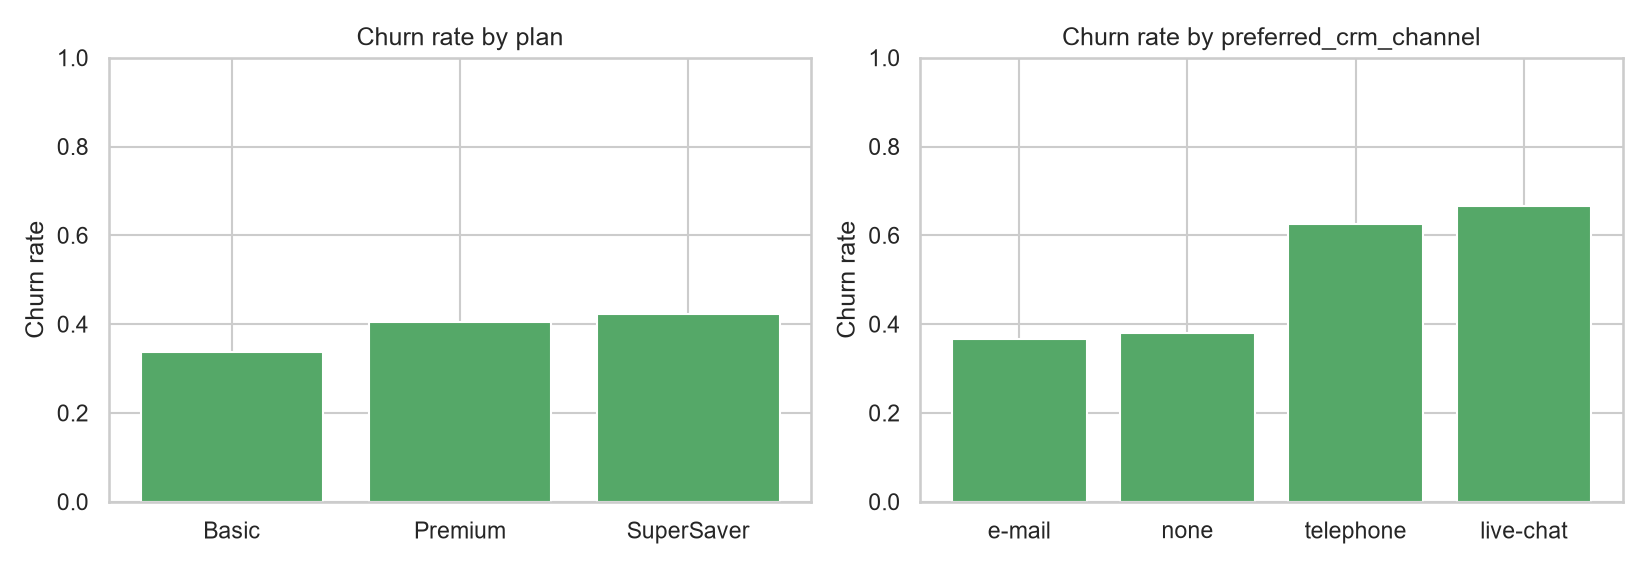 Churn rate by plan
Churn rate
1.0
0.8
0.6
0.4
0.2
0.0
Basic Premium SuperSaver
Churn rate by preferred_crm_channel
Churn rate
1.0
0.8
0.6
0.4
0.2
0.0
e-mail none telephone live-chat